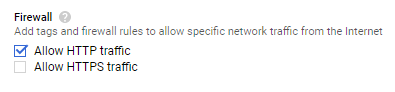 Firewall ?
Add tags and firewall rules to allow specific network traffic from the Internet
Allow HTTP traffic
Allow HTTPS traffic